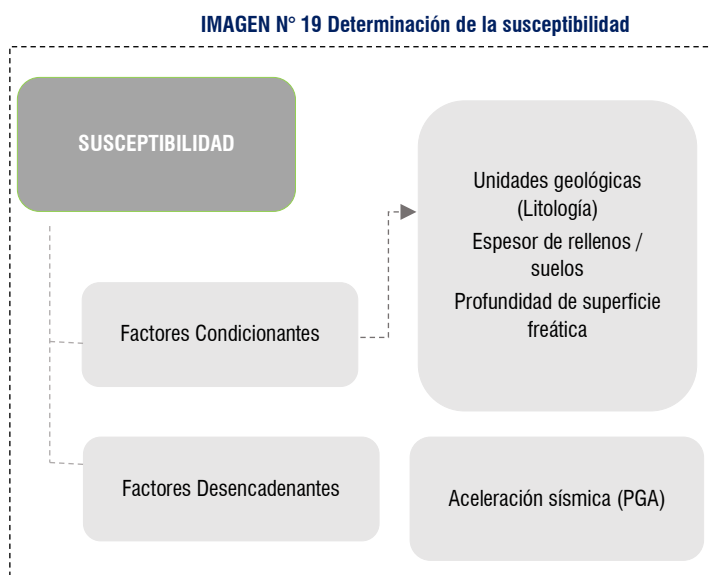 IMAGEN N° 19 Determinación de la susceptibilidad
SUSCEPTIBILIDAD
Unidades geológicas
(Litología)
Espesor de rellenos /
suelos
Profundidad de superficie
freática
Factores Condicionantes
Factores Desencadenantes
Aceleración sísmica (PGA)